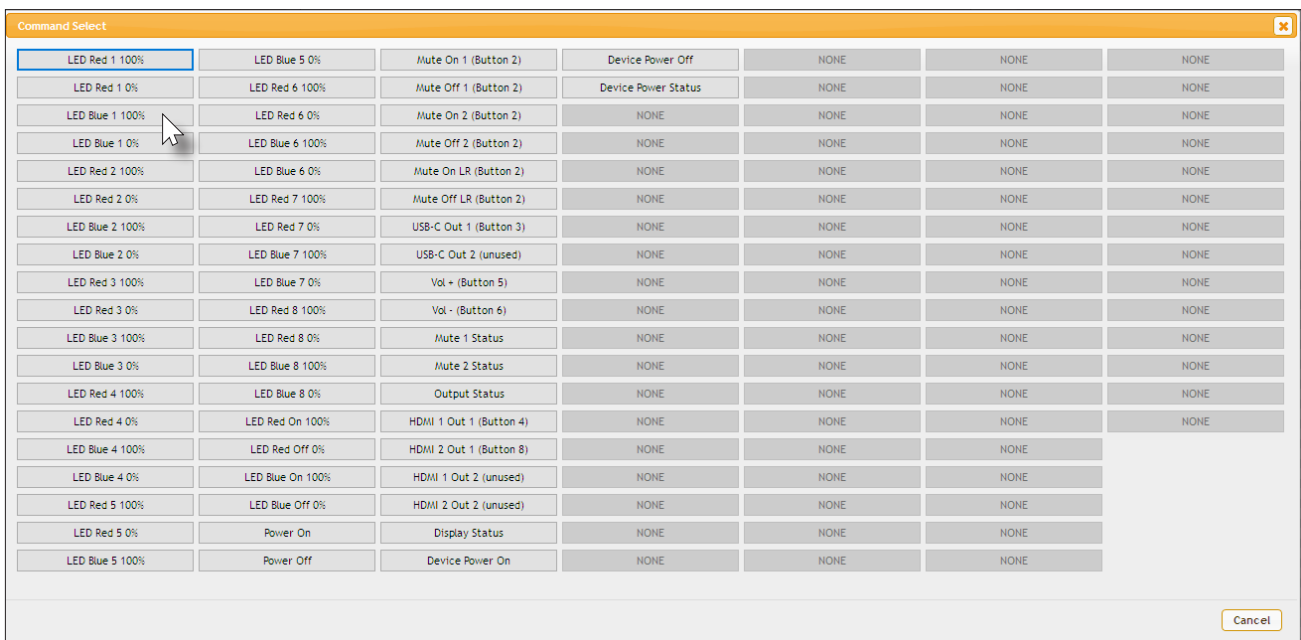 Command Select
LED Red 1 100% LED Blue 5 0% Mute On 1 (Button 2) Device Power Off NONE NONE NONE
LED Red 1 0% LED Red 6 100% Mute Off 1 (Button 2) Device Power Status NONE NONE NONE
LED Blue 1 100% LED Red 6 0% Mute On 2 (Button 2) NONE NONE NONE NONE
LED Blue 1 0% LED Blue 6 100% Mute Off 2 (Button 2) NONE NONE NONE NONE
LED Red 2 100% LED Blue 6 0% Mute On LR (Button 2) NONE NONE NONE NONE
LED Red 2 0% LED Red 7 100% Mute Off LR (Button 2) NONE NONE NONE NONE
LED Blue 2 100% LED Red 7 0% USB-C Out 1 (Button 3) NONE NONE NONE NONE
LED Blue 2 0% LED Blue 7 100% USB-C Out 2 (unused) NONE NONE NONE NONE
LED Red 3 100% LED Blue 7 0% Vol + (Button 5) NONE NONE NONE NONE
LED Red 3 0% LED Red 8 100% Vol - (Button 6) NONE NONE NONE NONE
LED Blue 3 100% LED Red 8 0% Mute 1 Status NONE NONE NONE NONE
LED Blue 3 0% LED Blue 8 100% Mute 2 Status NONE NONE NONE NONE
LED Red 4 100% LED Blue 8 0% Output Status NONE NONE NONE NONE
LED Red 4 0% LED Red On 100% HDMI 1 Out 1 (Button 4) NONE NONE NONE NONE
LED Blue 4 100% LED Red Off 0% HDMI 2 Out 1 (Button 8) NONE NONE NONE
LED Blue 4 0% LED Blue On 100% HDMI 1 Out 2 (unused) NONE NONE NONE
LED Red 5 100% LED Blue Off 0% HDMI 2 Out 2 (unused) NONE NONE NONE
LED Red 5 0% Power On Display Status NONE NONE NONE
LED Blue 5 100% Power Off Device Power On NONE NONE NONE
Cancel